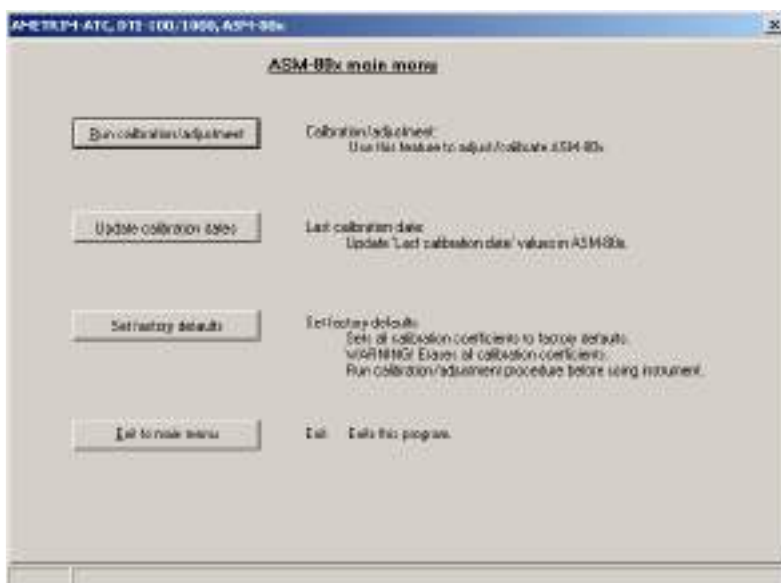 AMETEK-ATC, DTI-100/1000, ASM-80x
ASM-80x main menu
Run calibration/adjustment
Calibration/adjustment:
Use this feature to adjust/calibrate ASM-80x
Update calibration dates
Last calibration date:
Update 'Last calibration date' values in ASM-80x.
Set factory defaults
Set factory defaults:
Sets all calibration coefficients to factory defaults.
WARNING! Erases all calibration coefficients.
Run calibration/adjustment procedure before using instrument.
Exit to main menu
Exit: Exits this program.